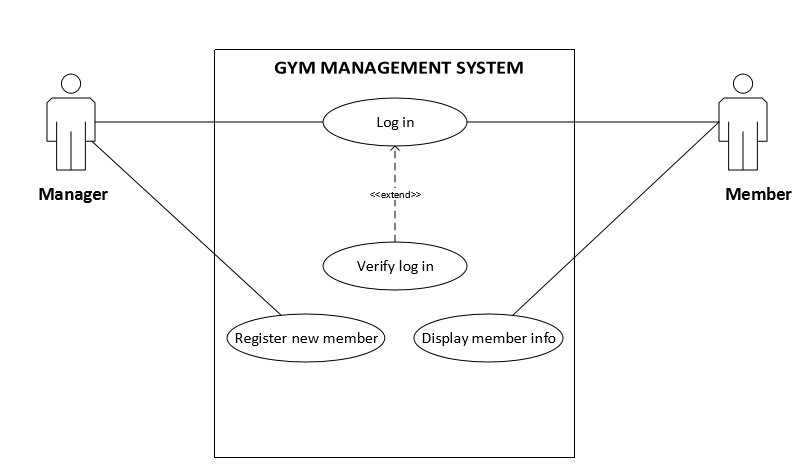 GYM MANAGEMENT SYSTEM
Log in
Manager
Member
<<extend>>
Verify log in
Register new member
Display member info